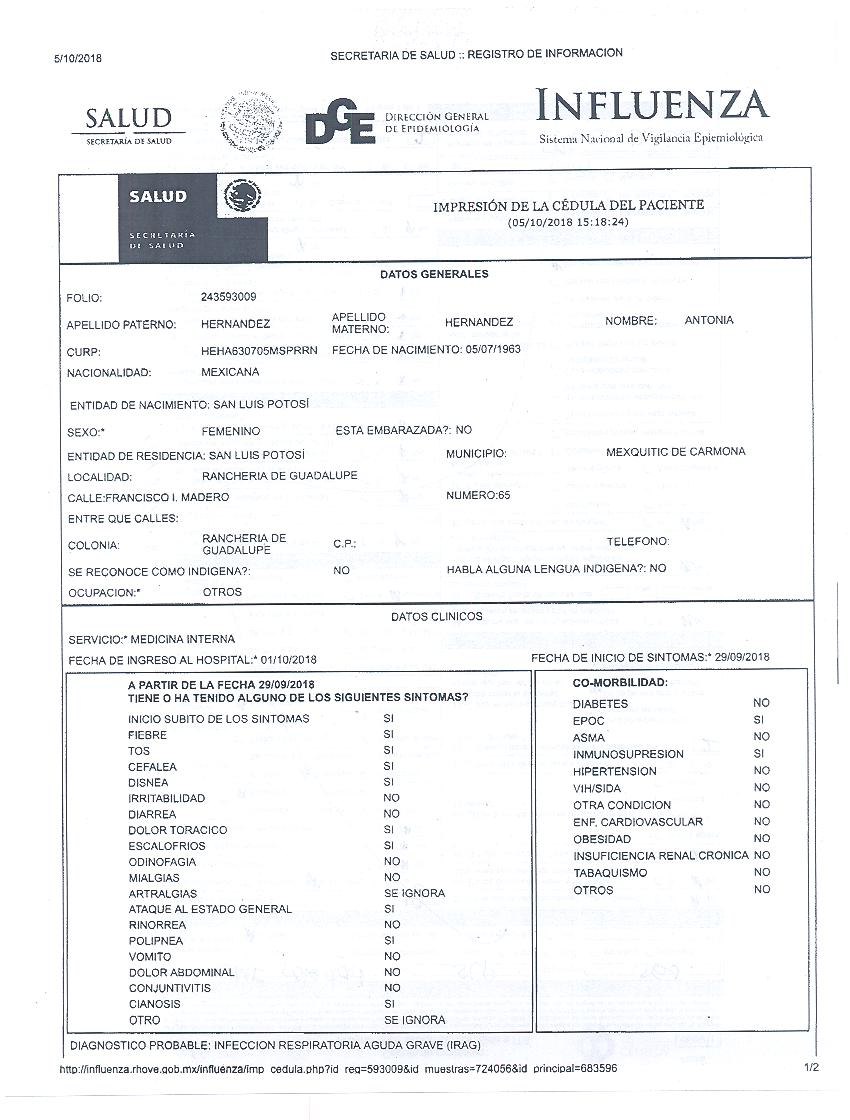 5/10/2018 SECRETARIA DE SALUD :: REGISTRO DE INFORMACION
SALUD
SECRETARÍA DE SALUD
DGE
DIRECCIÓN GENERAL
DE EPIDEMIOLOGÍA
INFLUENZA
Sistema Nacional de Vigilancia Epidemiológica
SALUD
SECRETARÍA
DE SALUD
IMPRESIÓN DE LA CÉDULA DEL PACIENTE
(05/10/2018 15:18:24)
DATOS GENERALES
FOLIO: 243593009
APELLIDO PATERNO: HERNANDEZ APELLIDO MATERNO: HERNANDEZ NOMBRE: ANTONIA
CURP: HEHA630705MSPRRN FECHA DE NACIMIENTO: 05/07/1963
NACIONALIDAD: MEXICANA
ENTIDAD DE NACIMIENTO: SAN LUIS POTOSÍ
SEXO:* FEMENINO ESTA EMBARAZADA?: NO
ENTIDAD DE RESIDENCIA: SAN LUIS POTOSÍ MUNICIPIO: MEXQUITIC DE CARMONA
LOCALIDAD: RANCHERIA DE GUADALUPE
CALLE:FRANCISCO I. MADERO NUMERO:65
ENTRE QUE CALLES:
COLONIA: RANCHERIA DE GUADALUPE C.P.: TELEFONO:
SE RECONOCE COMO INDIGENA?: NO HABLA ALGUNA LENGUA INDIGENA?: NO
OCUPACION:* OTROS
DATOS CLINICOS
SERVICIO:* MEDICINA INTERNA
FECHA DE INGRESO AL HOSPITAL:* 01/10/2018 FECHA DE INICIO DE SINTOMAS:* 29/09/2018
A PARTIR DE LA FECHA 29/09/2018
TIENE O HA TENIDO ALGUNO DE LOS SIGUIENTES SINTOMAS?
INICIO SUBITO DE LOS SINTOMAS SI
FIEBRE SI
TOS SI
CEFALEA SI
DISNEA SI
IRRITABILIDAD NO
DIARREA NO
DOLOR TORACICO SI
ESCALOFRIOS SI
ODINOFAGIA NO
MIALGIAS NO
ARTRALGIAS SE IGNORA
ATAQUE AL ESTADO GENERAL SI
RINORREA NO
POLIPNEA SI
VOMITO NO
DOLOR ABDOMINAL NO
CONJUNTIVITIS NO
CIANOSIS SI
OTRO SE IGNORA
CO-MORBILIDAD:
DIABETES NO
EPOC SI
ASMA NO
INMUNOSUPRESION SI
HIPERTENSION NO
VIH/SIDA NO
OTRA CONDICION NO
ENF. CARDIOVASCULAR NO
OBESIDAD NO
INSUFICIENCIA RENAL CRONICA NO
TABAQUISMO NO
OTROS NO
DIAGNOSTICO PROBABLE: INFECCION RESPIRATORIA AGUDA GRAVE (IRAG)
http://influenza.rhove.gob.mx/influenza/imp_cedula.php?id_reg=593009&id_muestras=724056&id_principal=683596 1/2